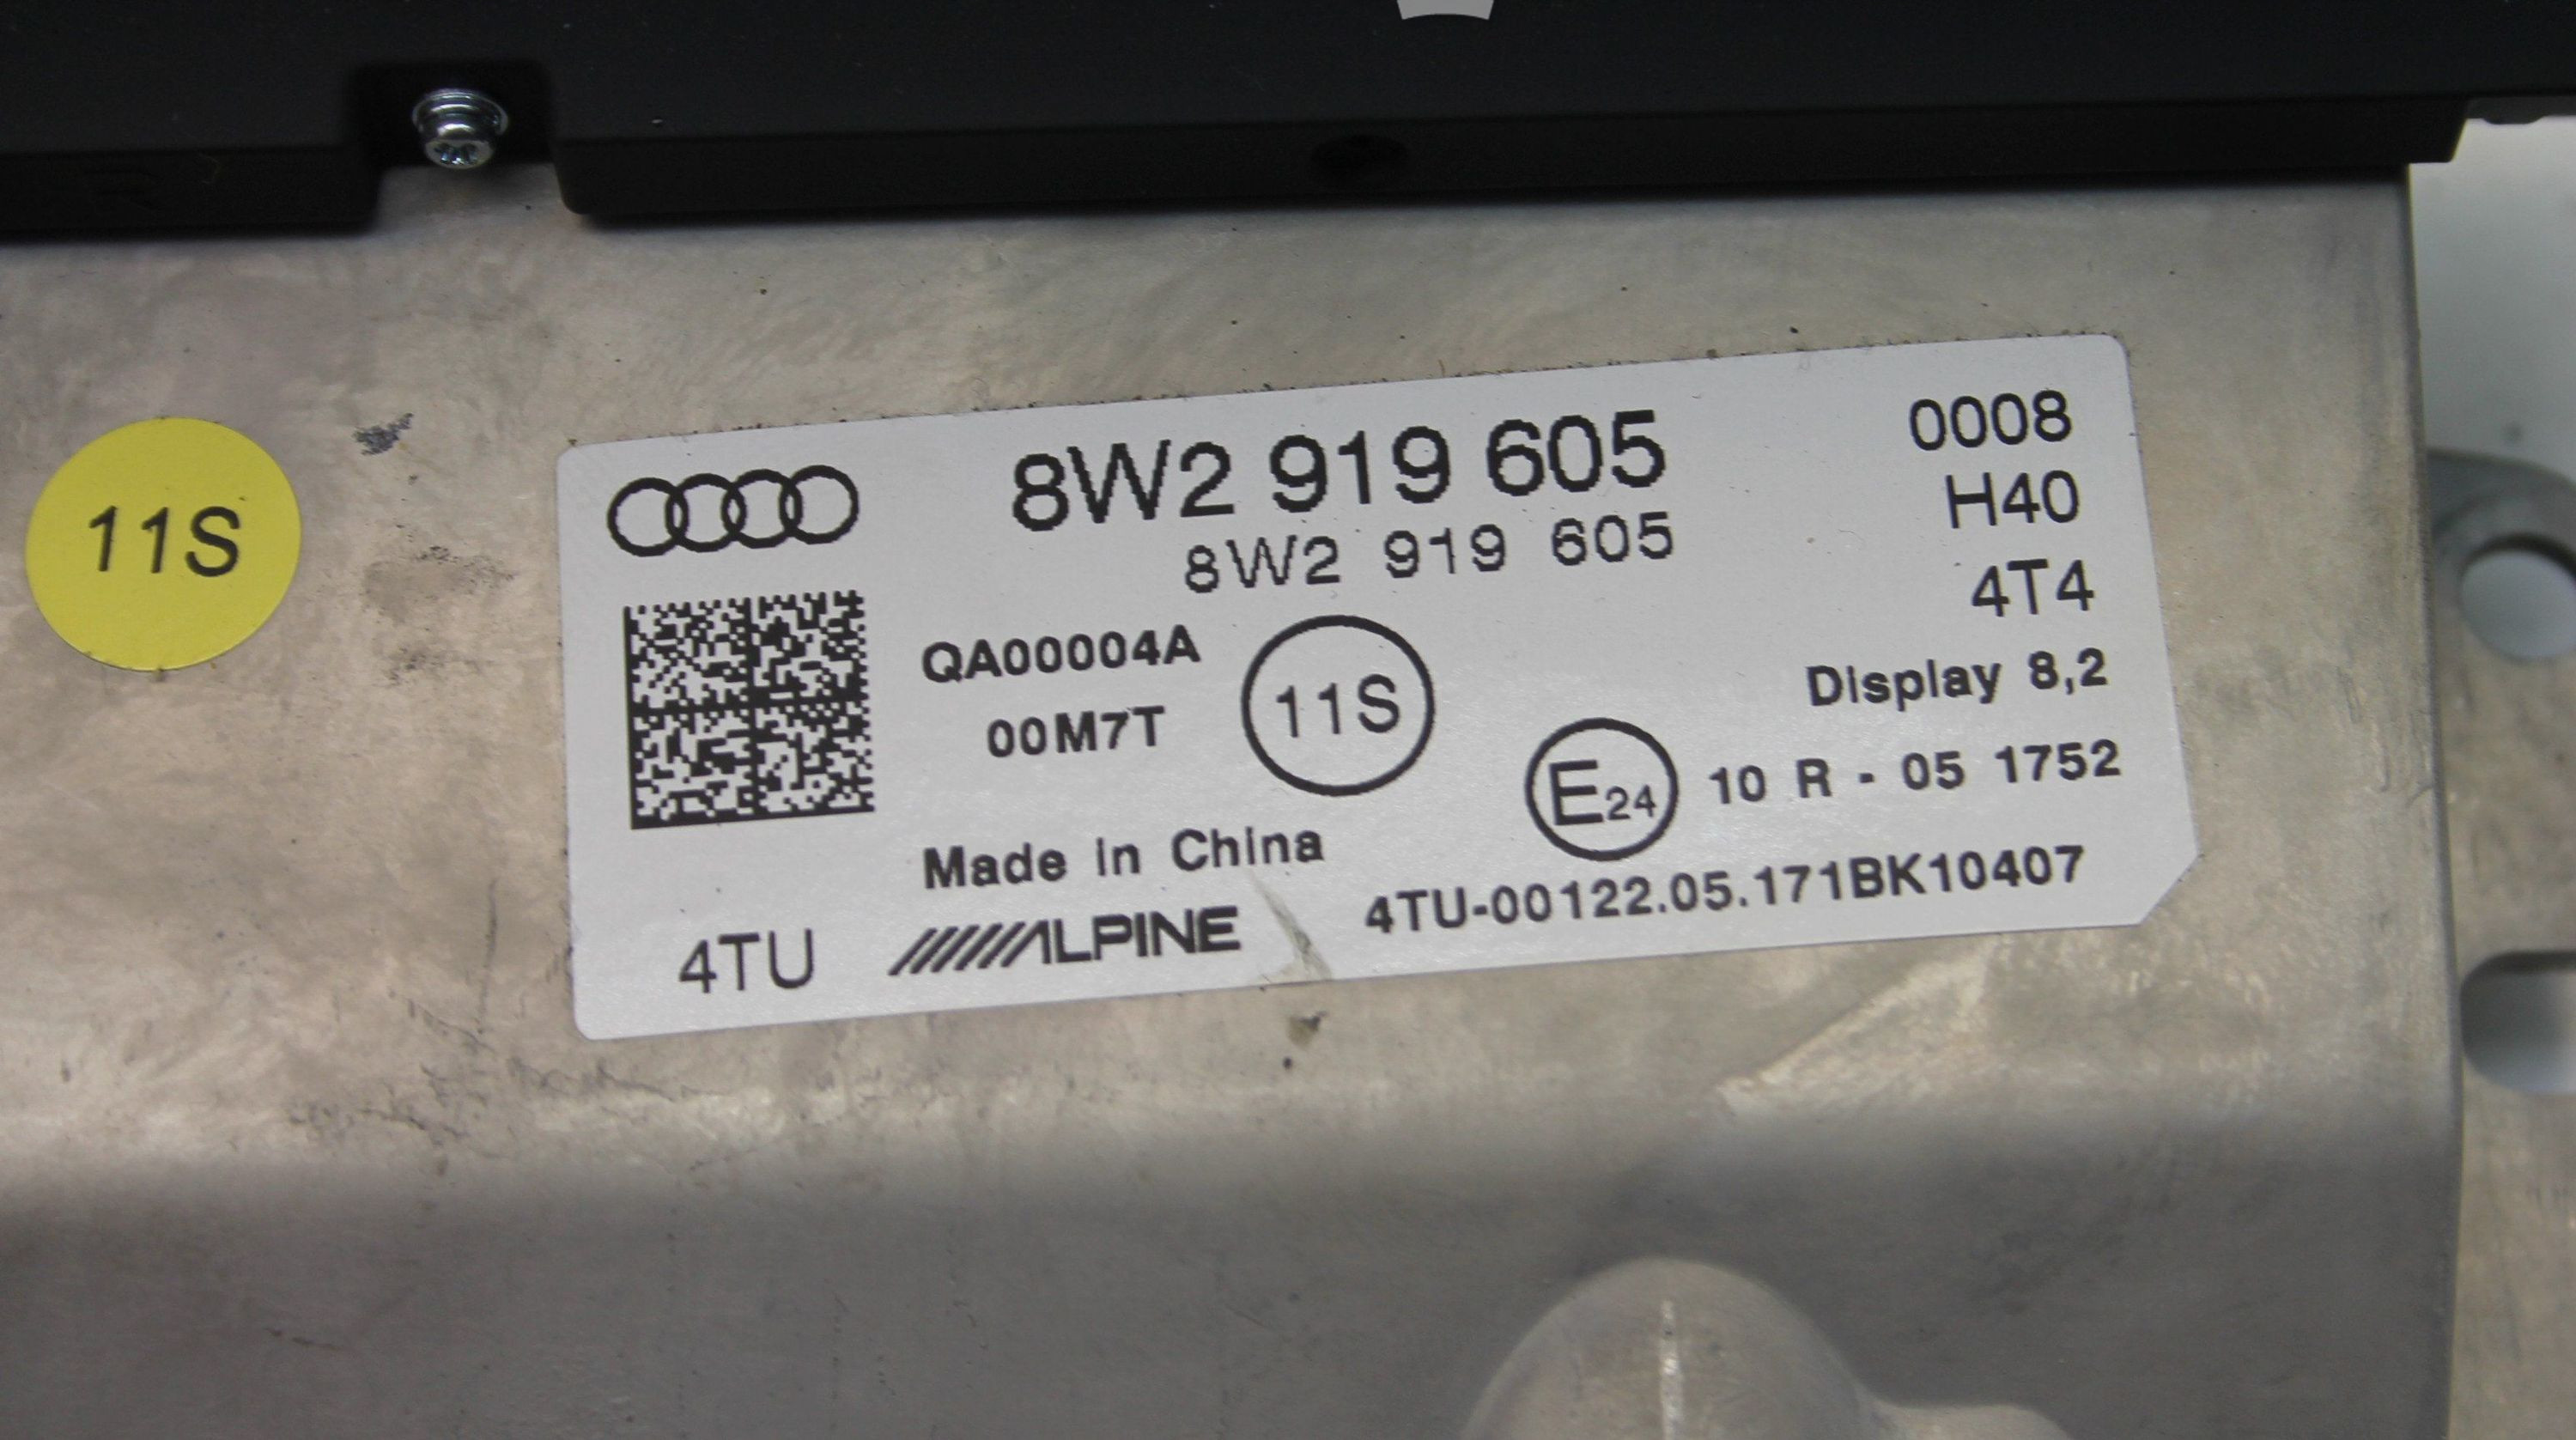 11S
8W2 919 605
8W2 919 605
0008
H40
4T4
QA00004A
00M7T
11S
Display 8,2
E24 10 R - 05 1752
Made in China
4TU-00122.05.171BK10407
4TU
ALPINE